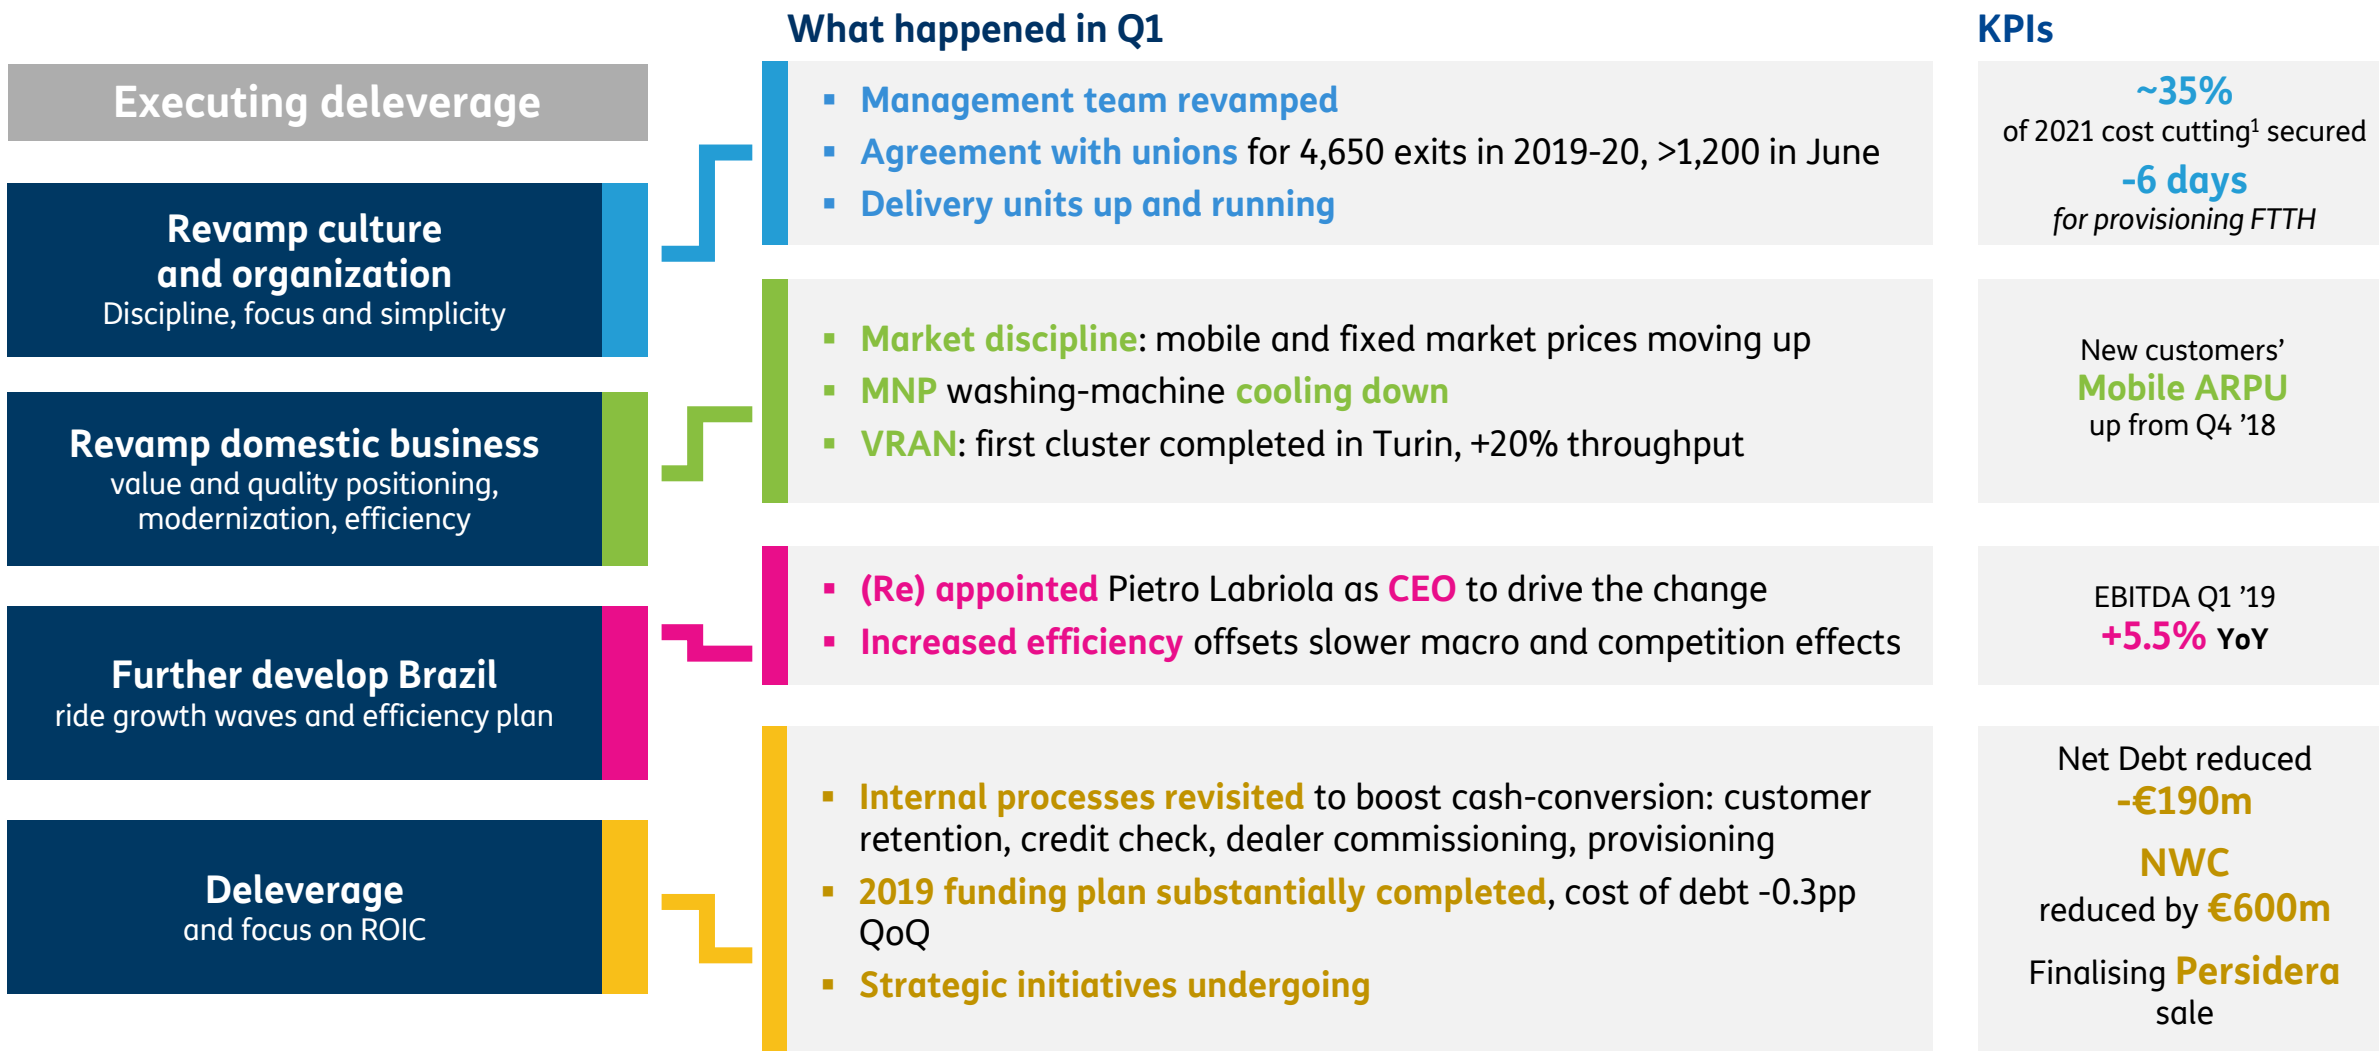 What happened in Q1
KPIs
Executing deleverage
Revamp culture
and organization
Discipline, focus and simplicity
▪ Management team revamped
▪ Agreement with unions for 4,650 exits in 2019-20, >1,200 in June
▪ Delivery units up and running
~35%
of 2021 cost cutting¹ secured
-6 days
for provisioning FTTH
Revamp domestic business
value and quality positioning,
modernization, efficiency
▪ Market discipline: mobile and fixed market prices moving up
▪ MNP washing-machine cooling down
▪ VRAN: first cluster completed in Turin, +20% throughput
New customers’
Mobile ARPU
up from Q4 ’18
Further develop Brazil
ride growth waves and efficiency plan
▪ (Re) appointed Pietro Labriola as CEO to drive the change
▪ Increased efficiency offsets slower macro and competition effects
EBITDA Q1 ’19
+5.5% YoY
Deleverage
and focus on ROIC
▪ Internal processes revisited to boost cash-conversion: customer
retention, credit check, dealer commissioning, provisioning
▪ 2019 funding plan substantially completed, cost of debt -0.3pp
QoQ
▪ Strategic initiatives undergoing
Net Debt reduced
-€190m
NWC
reduced by €600m
Finalising Persidera
sale